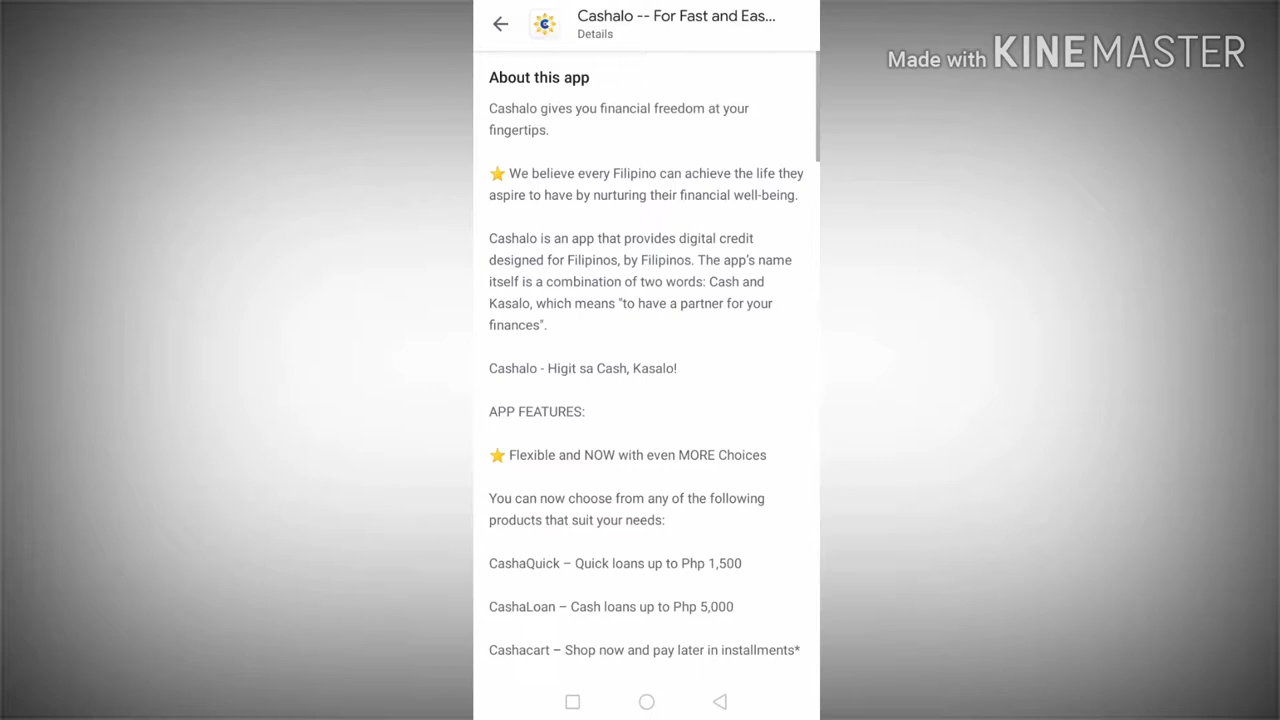 Cashalo -- For Fast and Eas...
Details
Made with KINEMASTER
About this app
Cashalo gives you financial freedom at your
fingertips.
⭐ We believe every Filipino can achieve the life they
aspire to have by nurturing their financial well-being.
Cashalo is an app that provides digital credit
designed for Filipinos, by Filipinos. The app's name
itself is a combination of two words: Cash and
Kasalo, which means "to have a partner for your
finances".
Cashalo - Higit sa Cash, Kasalo!
APP FEATURES:
⭐ Flexible and NOW with even MORE Choices
You can now choose from any of the following
products that suit your needs:
CashaQuick – Quick loans up to Php 1,500
CashaLoan – Cash loans up to Php 5,000
Cashacart – Shop now and pay later in installments*